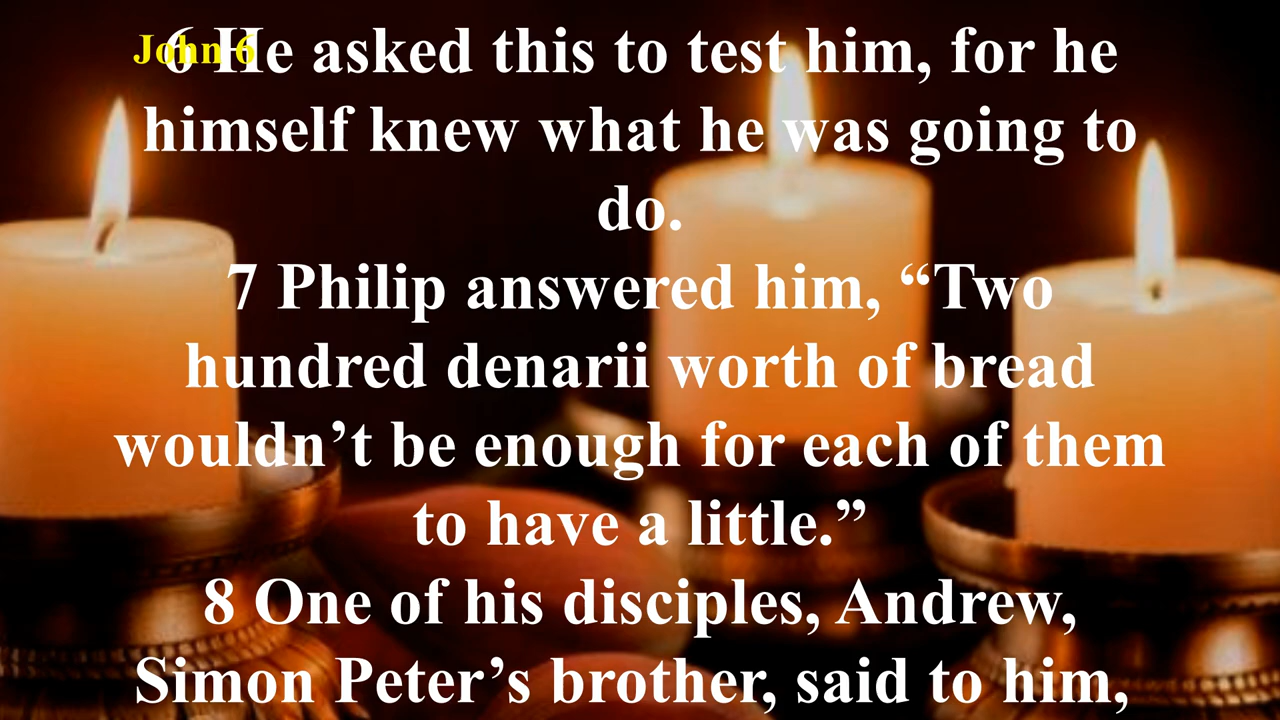 John 6
6 He asked this to test him, for he
himself knew what he was going to
do.
7 Philip answered him, “Two
hundred denarii worth of bread
wouldn’t be enough for each of them
to have a little.”
8 One of his disciples, Andrew,
Simon Peter’s brother, said to him,